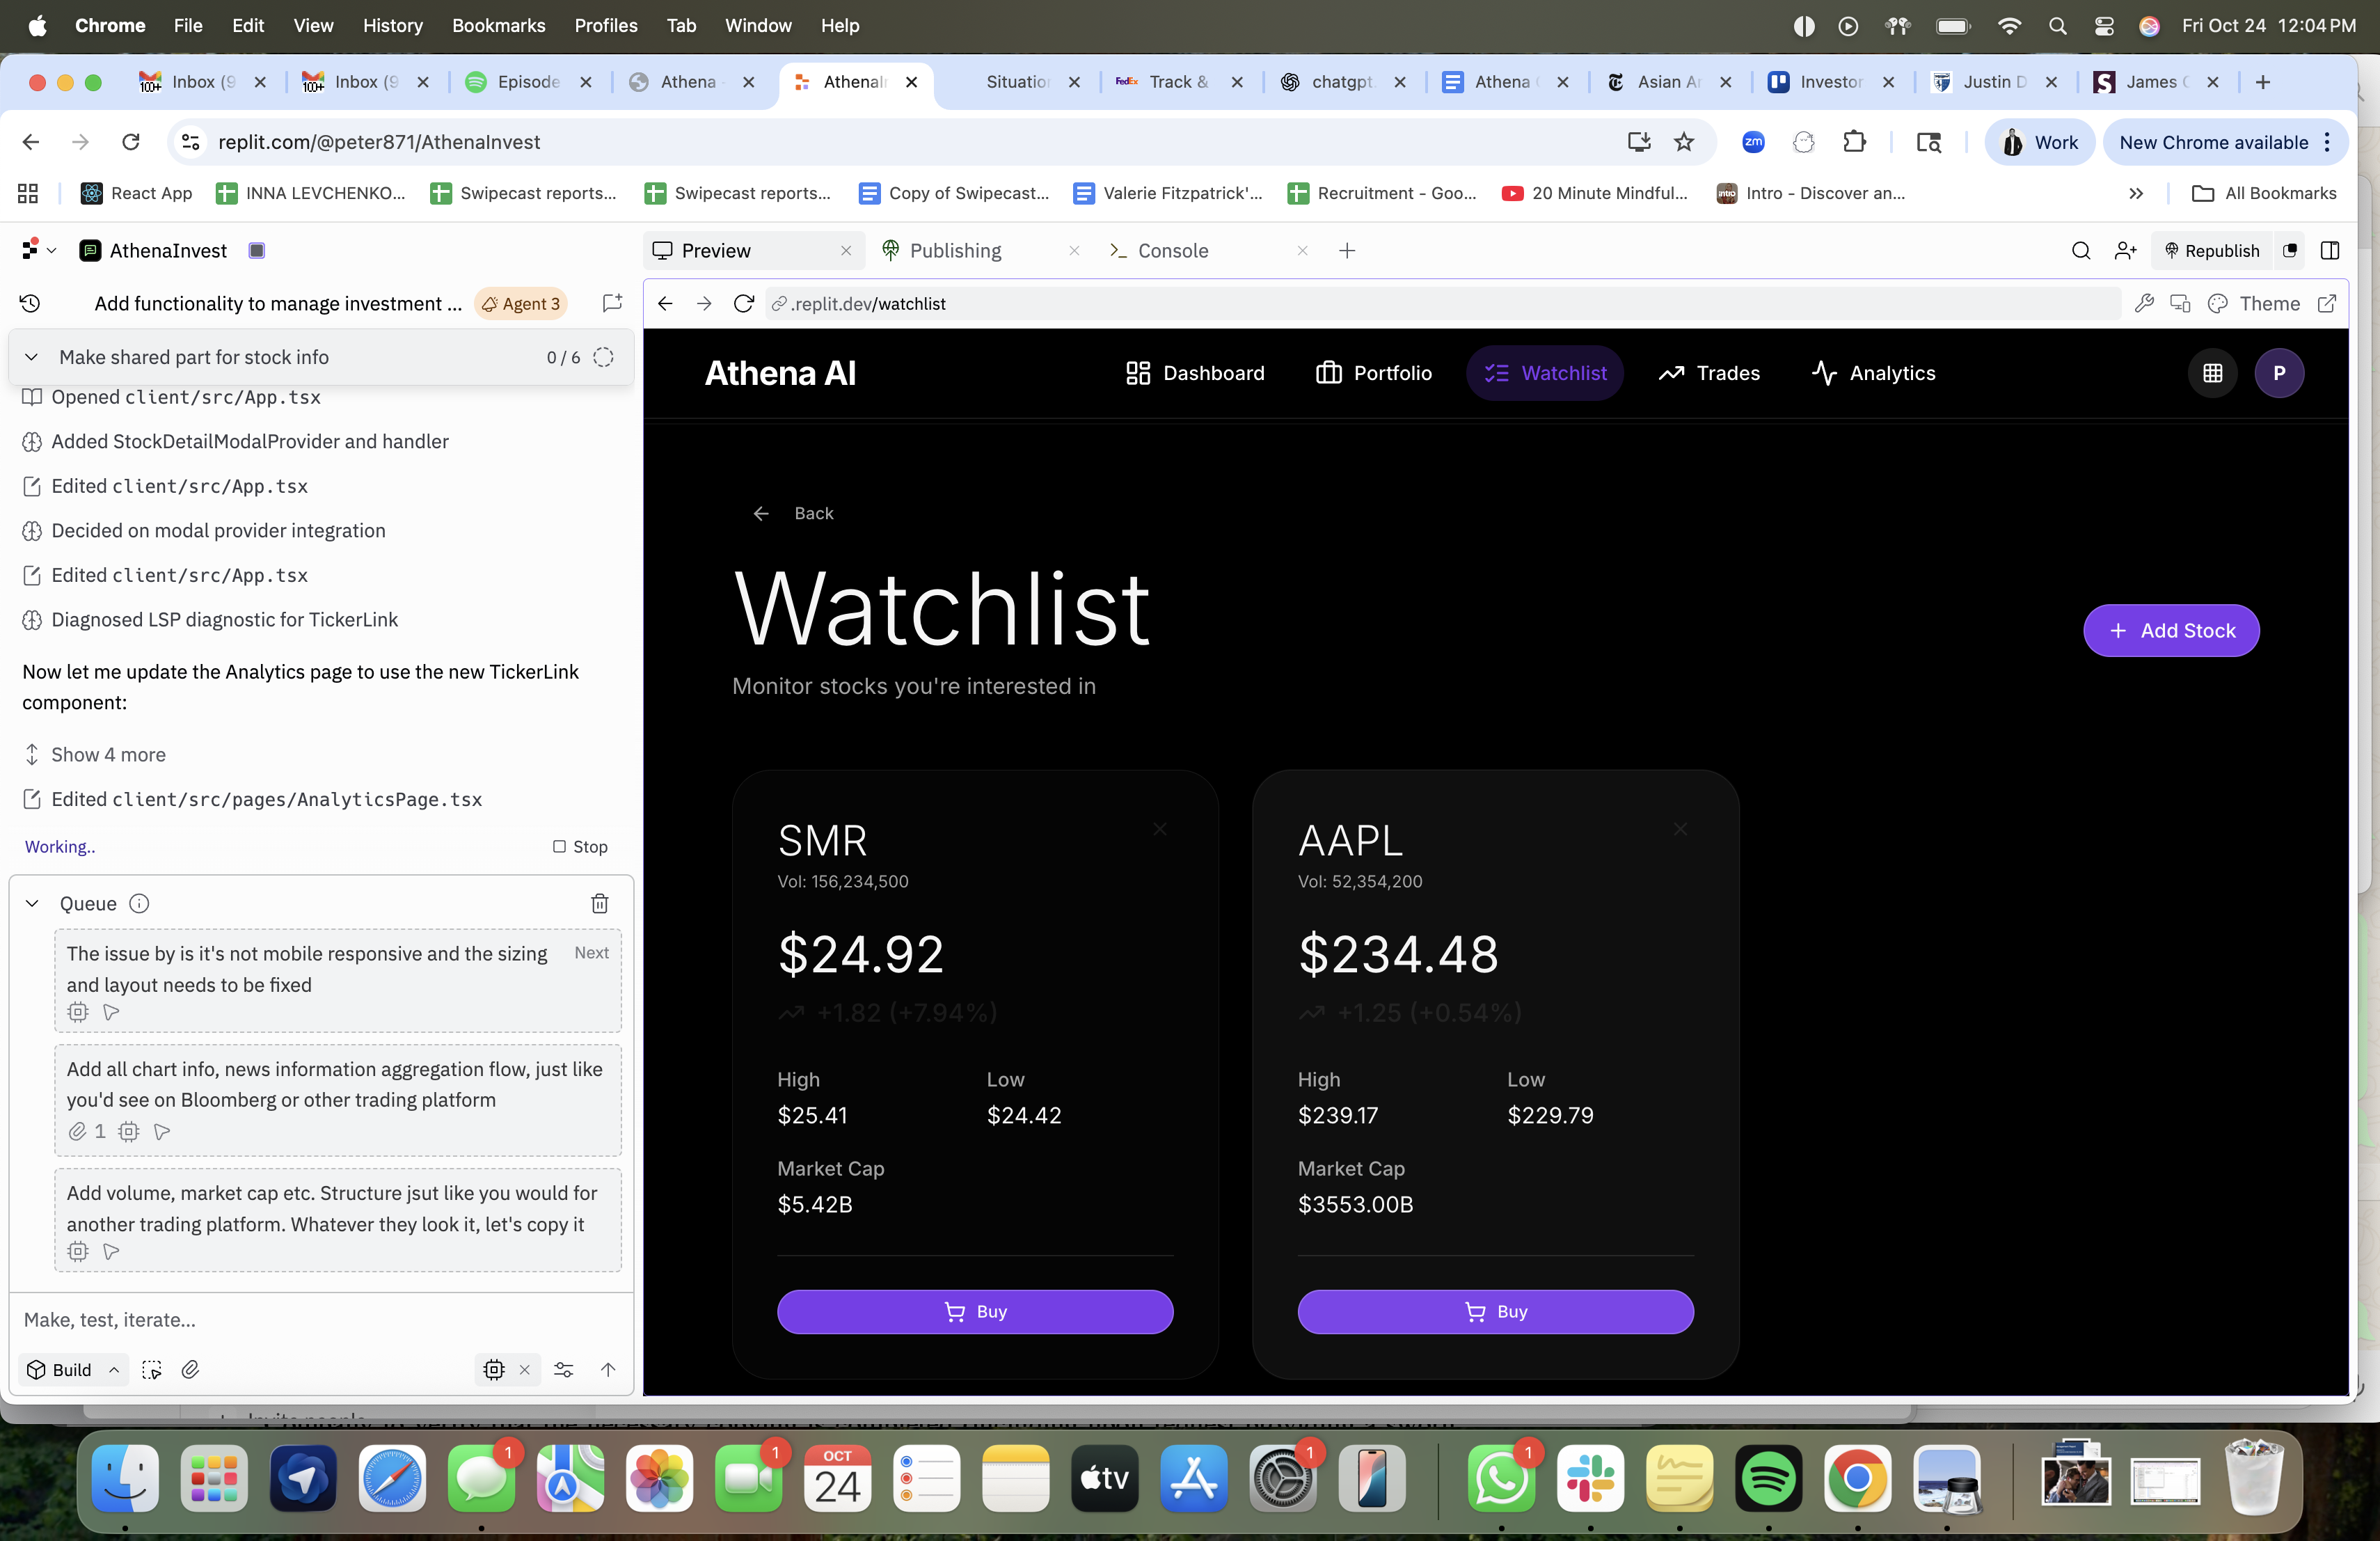 Chrome File Edit View History Bookmarks Profiles Tab Window Help Fri Oct 24 12:04 PM
Inbox (9 Inbox (9 Episode Athena - AthenaIn Situation Track & chatgpt. Athena Asian Ar Investor Justin D James
replit.com/@peter871/AthenaInvest Work New Chrome available
React App INNA LEVCHENKO... Swipecast reports... Swipecast reports... Copy of Swipecast... Valerie Fitzpatrick'... Recruitment - Goo... 20 Minute Mindful... Intro - Discover an... All Bookmarks
AthenaInvest Preview Publishing Console Republish
Add functionality to manage investment ... Agent 3
.replit.dev/watchlist Theme
Make shared part for stock info 0 / 6
Opened client/src/App.tsx
Added StockDetailModalProvider and handler
Edited client/src/App.tsx
Decided on modal provider integration
Edited client/src/App.tsx
Diagnosed LSP diagnostic for TickerLink
Now let me update the Analytics page to use the new TickerLink
component:
Show 4 more
Edited client/src/pages/AnalyticsPage.tsx
Working.. Stop
Queue
The issue by is it's not mobile responsive and the sizing Next
and layout needs to be fixed
Add all chart info, news information aggregation flow, just like
you'd see on Bloomberg or other trading platform
1
Add volume, market cap etc. Structure jsut like you would for
another trading platform. Whatever they look it, let's copy it
Make, test, iterate...
Build
Athena AI Dashboard Portfolio Watchlist Trades Analytics P
Back
Watchlist
Add Stock
Monitor stocks you're interested in
SMR
Vol: 156,234,500
$24.92
+1.82 (+7.94%)
High Low
$25.41 $24.42
Market Cap
$5.42B
Buy
AAPL
Vol: 52,354,200
$234.48
+1.25 (+0.54%)
High Low
$239.17 $229.79
Market Cap
$3553.00B
Buy
OCT
24
tv
1
1
1
1